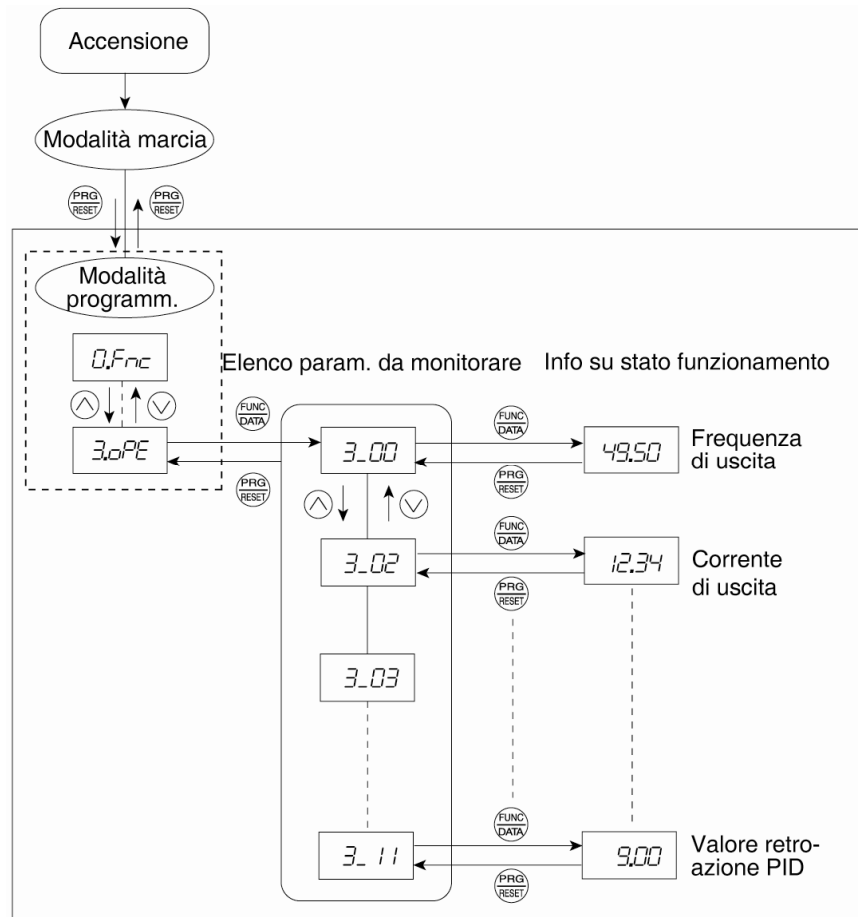 Accensione
Modalità marcia
PRG
RESET
PRG
RESET
Modalità
programm.
0.Fnc
Elenco param. da monitorare
Info su stato funzionamento
FUNC
DATA
FUNC
DATA
3.oPE
3_00
49.50
Frequenza
di uscita
PRG
RESET
PRG
RESET
FUNC
DATA
3_02
12.34
Corrente
di uscita
PRG
RESET
3_03
FUNC
DATA
3_11
9.00
Valore retro-
azione PID
PRG
RESET